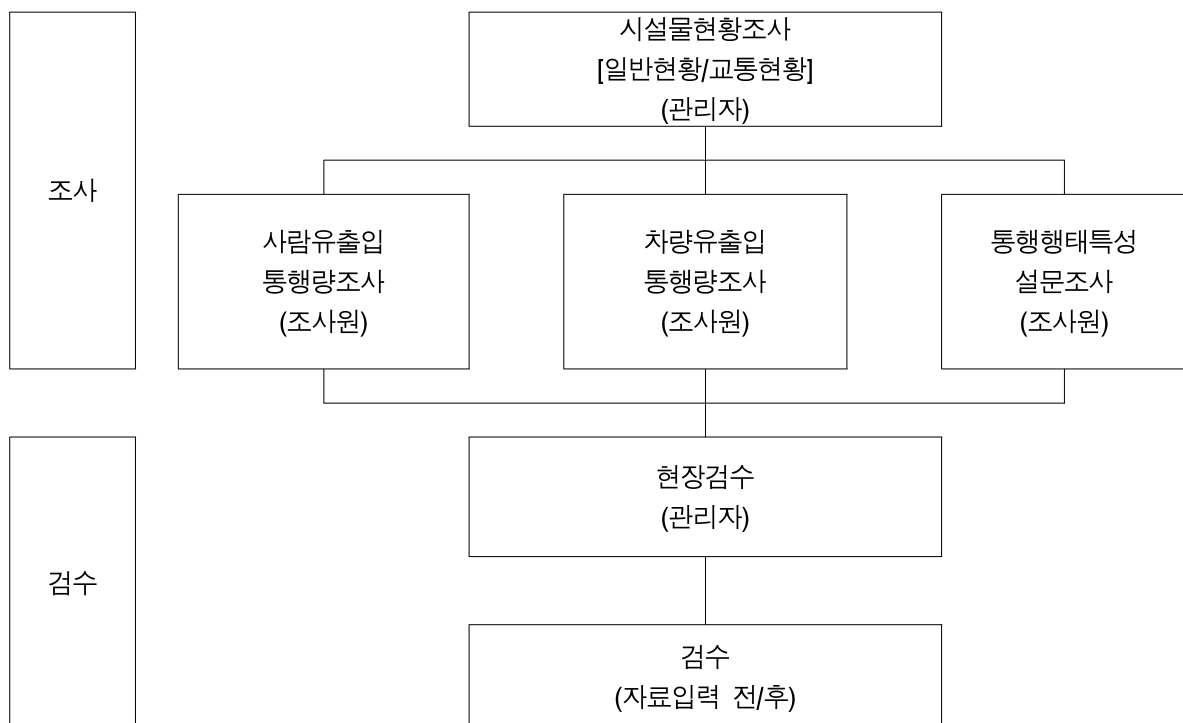 시설물현황조사
[일반현황/교통현황]
(관리자)
조사
사람유출입
통행량조사
(조사원)
차량유출입
통행량조사
(조사원)
통행행태특성
설문조사
(조사원)
현장검수
(관리자)
검수
검수
(자료입력 전/후)